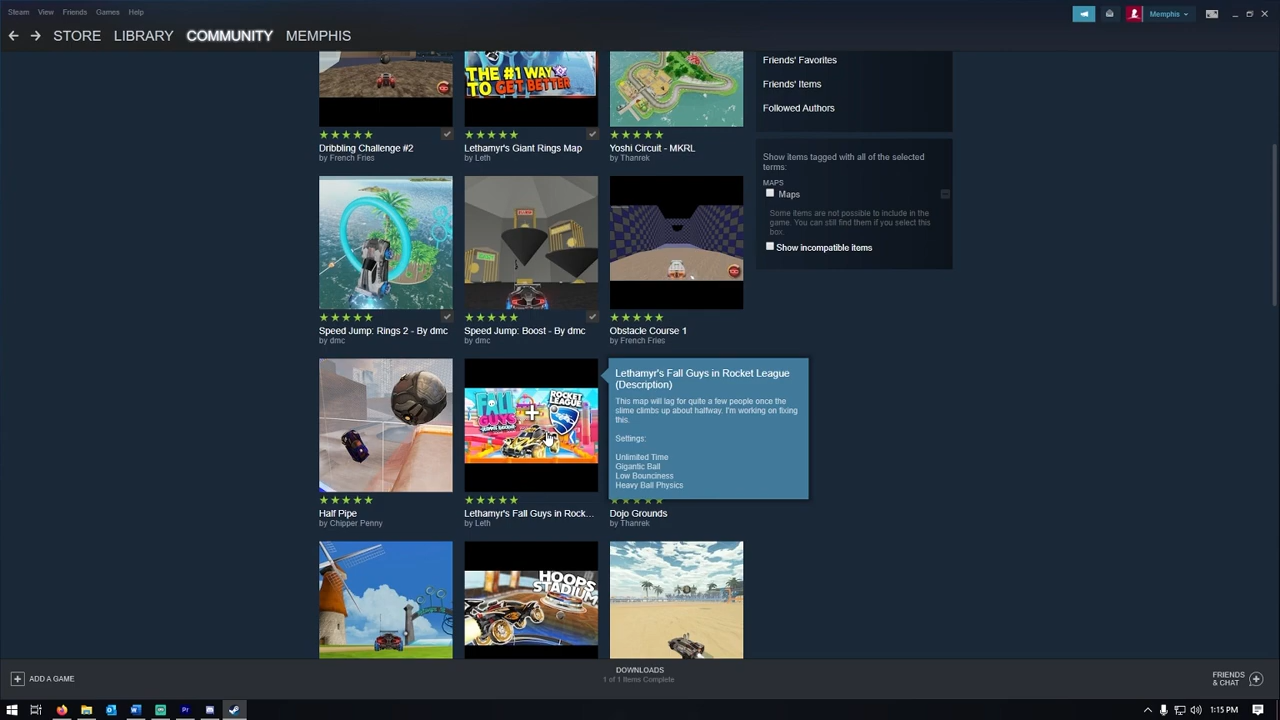 Steam View Friends Games Help
Memphis
STORE LIBRARY COMMUNITY MEMPHIS
Friends' Favorites
Friends' Items
Followed Authors
THE #1 WAY
TO GET BETTER
Dribbling Challenge #2
by French Fries
Lethamyr's Giant Rings Map
by Leth
Yoshi Circuit - MKRL
by Thanrek
Show items tagged with all of the selected
terms:
MAPS
Maps
Some items are not possible to include in the
game. You can still find them if you select this
box.
Show incompatible items
Speed Jump: Rings 2 - By dmc
by dmc
Speed Jump: Boost - By dmc
by dmc
Obstacle Course 1
by French Fries
FALL
GUYS
+
ROCKET
LEAGUE
Lethamyr's Fall Guys in Rocket League
(Description)
This map will lag for quite a few people once the
slime climbs up about halfway. I'm working on fixing
this.
Settings:
Unlimited Time
Gigantic Ball
Low Bounciness
Heavy Ball Physics
Half Pipe
by Chipper Penny
Lethamyr's Fall Guys in Rock...
by Leth
Dojo Grounds
by Thanrek
HOOPS
STADIUM
ADD A GAME
DOWNLOADS
1 of 1 Items Complete
FRIENDS
& CHAT
1:15 PM